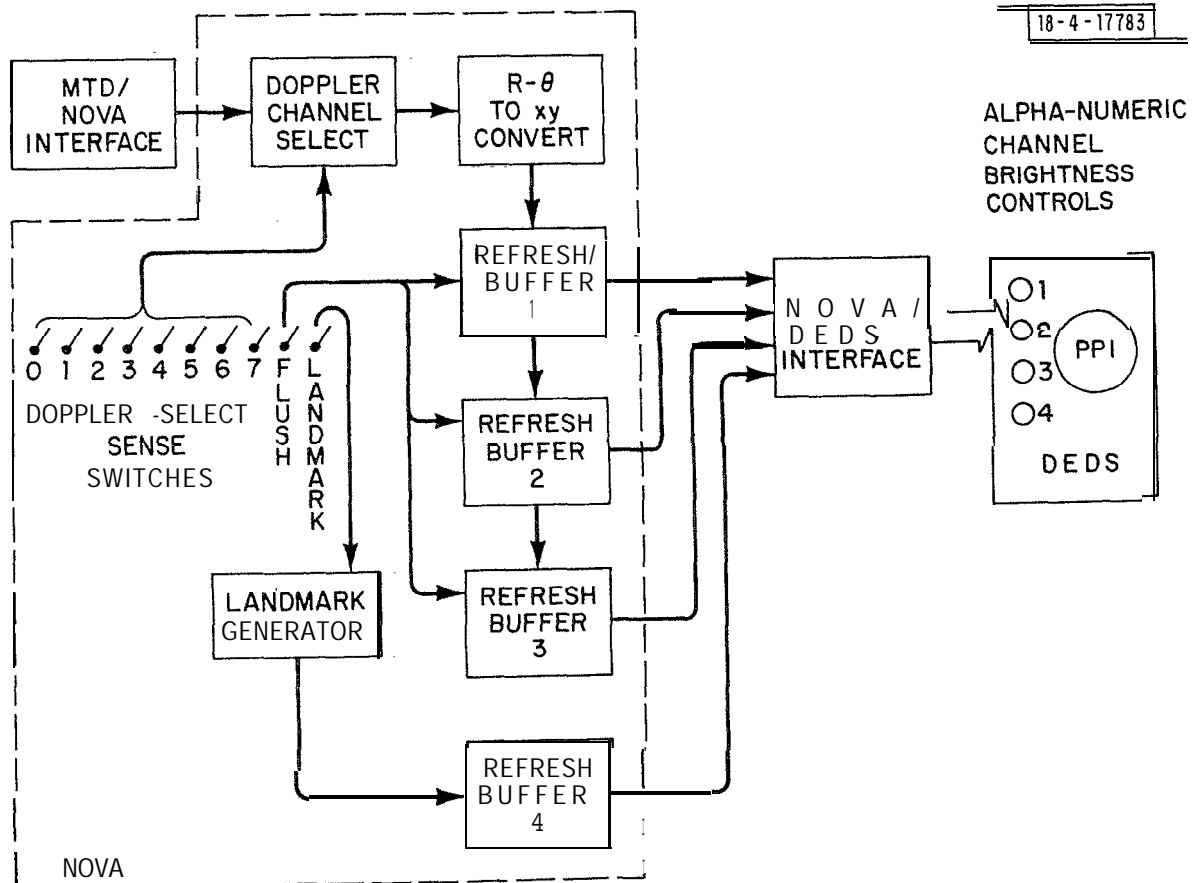 18-4-17783
MTD/
NOVA
INTERFACE
DOPPLER
CHANNEL
SELECT
R-θ
TO xy
CONVERT
ALPHA-NUMERIC
CHANNEL
BRIGHTNESS
CONTROLS
REFRESH/
BUFFER
1
NOVA/
DEDS
INTERFACE
1
2
3
4
PPI
DEDS
0 1 2 3 4 5 6 7
FLUSH
LANDMARK
DOPPLER -SELECT
SENSE
SWITCHES
REFRESH
BUFFER
2
REFRESH
BUFFER
3
LANDMARK
GENERATOR
REFRESH
BUFFER
4
NOVA